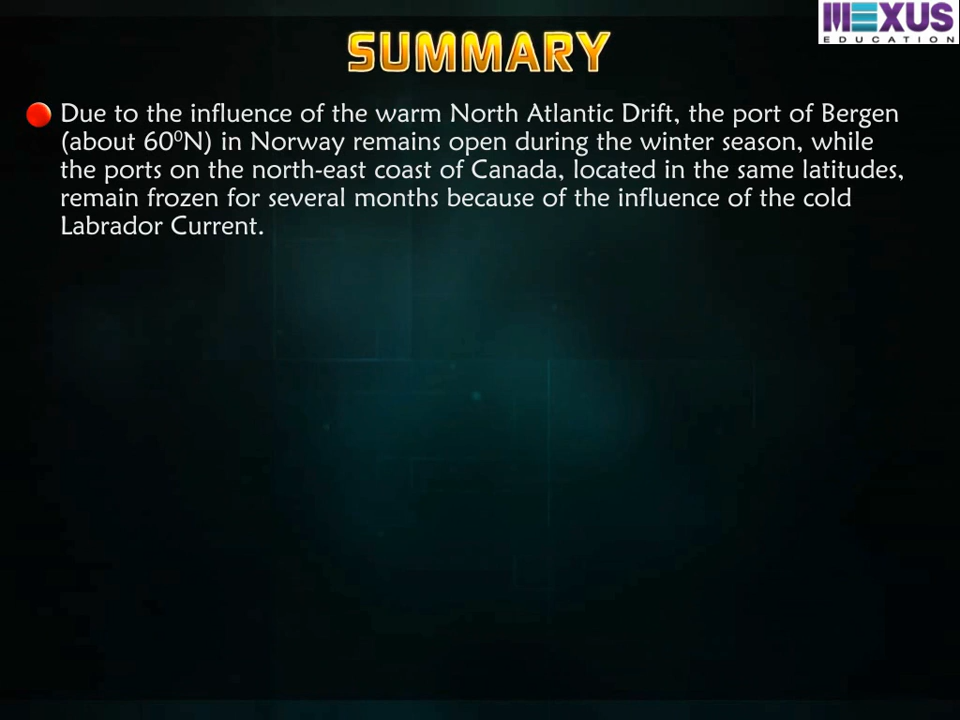 MEXUS
EDUCATION
SUMMARY
Due to the influence of the warm North Atlantic Drift, the port of Bergen
(about 60⁰N) in Norway remains open during the winter season, while
the ports on the north-east coast of Canada, located in the same latitudes,
remain frozen for several months because of the influence of the cold
Labrador Current.